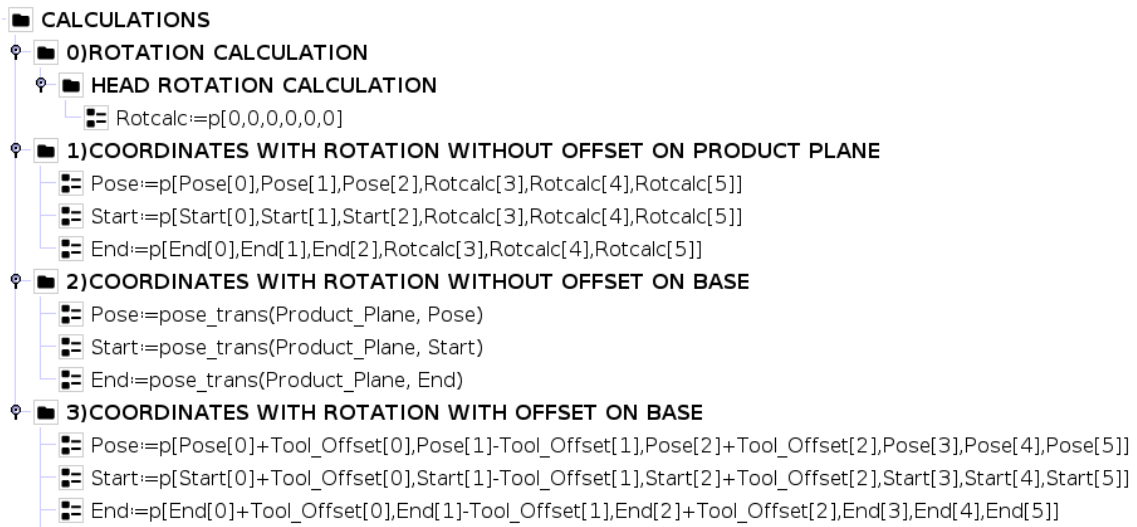 CALCULATIONS
0)ROTATION CALCULATION
HEAD ROTATION CALCULATION
Rotcalc:=p[0,0,0,0,0,0]
1)COORDINATES WITH ROTATION WITHOUT OFFSET ON PRODUCT PLANE
Pose:=p[Pose[0],Pose[1],Pose[2],Rotcalc[3],Rotcalc[4],Rotcalc[5]]
Start:=p[Start[0],Start[1],Start[2],Rotcalc[3],Rotcalc[4],Rotcalc[5]]
End:=p[End[0],End[1],End[2],Rotcalc[3],Rotcalc[4],Rotcalc[5]]
2)COORDINATES WITH ROTATION WITHOUT OFFSET ON BASE
Pose:=pose_trans(Product_Plane, Pose)
Start:=pose_trans(Product_Plane, Start)
End:=pose_trans(Product_Plane, End)
3)COORDINATES WITH ROTATION WITH OFFSET ON BASE
Pose:=p[Pose[0]+Tool_Offset[0],Pose[1]-Tool_Offset[1],Pose[2]+Tool_Offset[2],Pose[3],Pose[4],Pose[5]]
Start:=p[Start[0]+Tool_Offset[0],Start[1]-Tool_Offset[1],Start[2]+Tool_Offset[2],Start[3],Start[4],Start[5]]
End:=p[End[0]+Tool_Offset[0],End[1]-Tool_Offset[1],End[2]+Tool_Offset[2],End[3],End[4],End[5]]